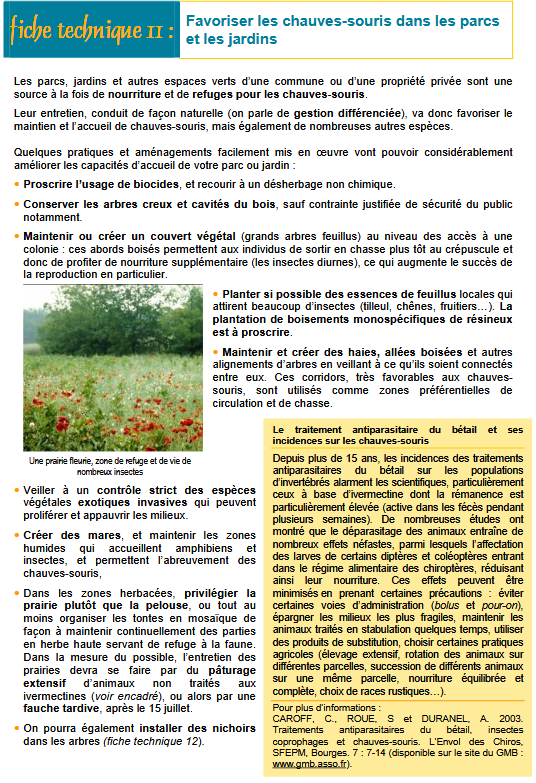 fiche technique 11 :
Favoriser les chauves-souris dans les parcs
et les jardins
Les parcs, jardins et autres espaces verts d'une commune ou d'une propriété privée sont une
source à la fois de nourriture et de refuges pour les chauves-souris.
Leur entretien, conduit de façon naturelle (on parle de gestion différenciée), va donc favoriser le
maintien et l'accueil de chauves-souris, mais également de nombreuses autres espèces.
Quelques pratiques et aménagements facilement mis en œuvre vont pouvoir considérablement
améliorer les capacités d'accueil de votre parc ou jardin :
• Proscrire l'usage de biocides, et recourir à un désherbage non chimique.
• Conserver les arbres creux et cavités du bois, sauf contrainte justifiée de sécurité du public
notamment.
• Maintenir ou créer un couvert végétal (grands arbres feuillus) au niveau des accès à une
colonie : ces abords boisés permettent aux individus de sortir en chasse plus tôt au crépuscule et
donc de profiter de nourriture supplémentaire (les insectes diurnes), ce qui augmente le succès de
la reproduction en particulier.
• Planter si possible des essences de feuillus locales qui
attirent beaucoup d'insectes (tilleul, chênes, fruitiers…). La
plantation de boisements monospécifiques de résineux
est à proscrire.
• Maintenir et créer des haies, allées boisées et autres
alignements d'arbres en veillant à ce qu'ils soient connectés
entre eux. Ces corridors, très favorables aux chauves-
souris, sont utilisés comme zones préférentielles de
circulation et de chasse.
Une prairie fleurie, zone de refuge et de vie de
nombreux insectes
• Veiller à un contrôle strict des espèces
végétales exotiques invasives qui peuvent
proliférer et appauvrir les milieux.
• Créer des mares, et maintenir les zones
humides qui accueillent amphibiens et
insectes, et permettent l'abreuvement des
chauves-souris,
• Dans les zones herbacées, privilégier la
prairie plutôt que la pelouse, ou tout au
moins organiser les tontes en mosaïque de
façon à maintenir continuellement des parties
en herbe haute servant de refuge à la faune.
Dans la mesure du possible, l'entretien des
prairies devra se faire par du pâturage
extensif d'animaux non traités aux
ivermectines (voir encadré), ou alors par une
fauche tardive, après le 15 juillet.
• On pourra également installer des nichoirs
dans les arbres (fiche technique 12).
Le traitement antiparasitaire du bétail et ses
incidences sur les chauves-souris
Depuis plus de 15 ans, les incidences des traitements
antiparasitaires du bétail sur les populations
d'invertébrés alarment les scientifiques, particulièrement
ceux à base d'ivermectine dont la rémanence est
particulièrement élevée (active dans les fécès pendant
plusieurs semaines). De nombreuses études ont
montré que le déparasitage des animaux entraîne de
nombreux effets néfastes, parmi lesquels l'affectation
des larves de certains diptères et coléoptères entrant
dans le régime alimentaire des chiroptères, réduisant
ainsi leur nourriture. Ces effets peuvent être
minimisés en prenant certaines précautions : éviter
certaines voies d'administration (bolus et pour-on),
épargner les milieux les plus fragiles, maintenir les
animaux traités en stabulation quelques temps, utiliser
des produits de substitution, choisir certaines pratiques
agricoles (élevage extensif, rotation des animaux sur
différentes parcelles, succession de différents animaux
sur une même parcelle, nourriture équilibrée et
complète, choix de races rustiques…).
Pour plus d'informations :
CAROFF, C., ROUE, S et DURANEL, A. 2003.
Traitements antiparasitaires du bétail, insectes
coprophages et chauves-souris. L'Envol des Chiros,
SFEPM, Bourges. 7 : 7-14 (disponible sur le site du GMB :
www.gmb.asso.fr).